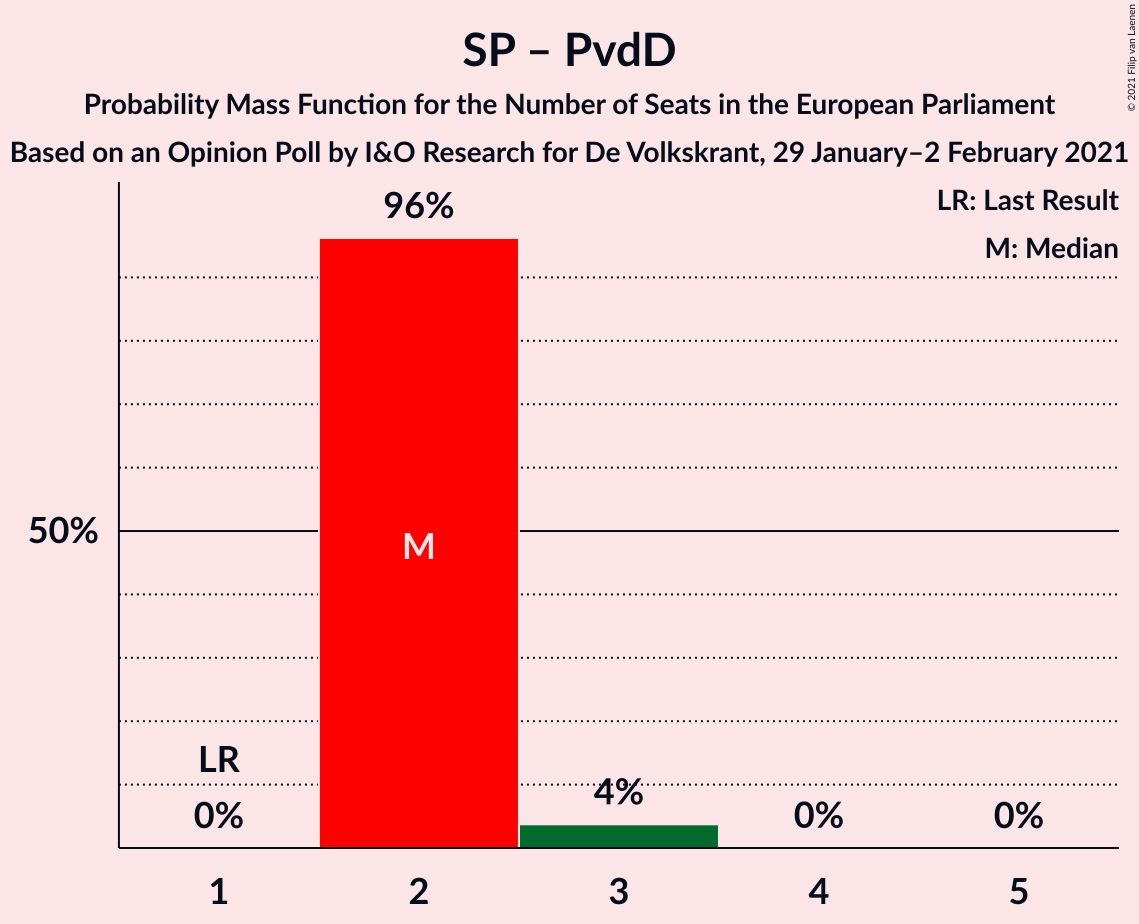 SP – PvdD
Probability Mass Function for the Number of Seats in the European Parliament
Based on an Opinion Poll by I&O Research for De Volkskrant, 29 January–2 February 2021
© 2021 Filip van Laenen
LR: Last Result
M: Median
96%
50%
M
LR
0%
4%
0%
0%
1
2
3
4
5